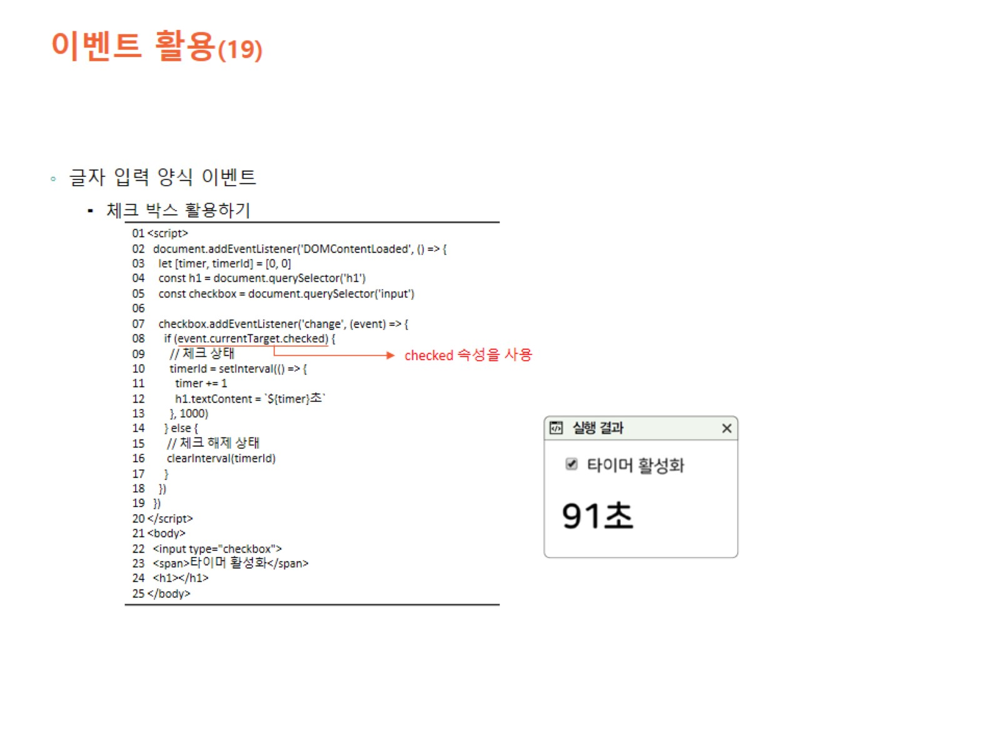 이벤트 활용(19)
◦ 글자 입력 양식 이벤트
▪ 체크 박스 활용하기
01 <script>
02 document.addEventListener('DOMContentLoaded', () => {
03 let [timer, timerId] = [0, 0]
04 const h1 = document.querySelector('h1')
05 const checkbox = document.querySelector('input')
06
07 checkbox.addEventListener('change', (event) => {
08 if (event.currentTarget.checked) {
09 // 체크 상태
checked 속성을 사용
10 timerId = setInterval(() => {
11 timer += 1
12 h1.textContent = `${timer}초`
13 }, 1000)
14 } else {
15 // 체크 해제 상태
16 clearInterval(timerId)
17 }
18 })
19 })
20 </script>
21 <body>
22 <input type="checkbox">
23 <span>타이머 활성화</span>
24 <h1></h1>
25 </body>
실행 결과
타이머 활성화
91초